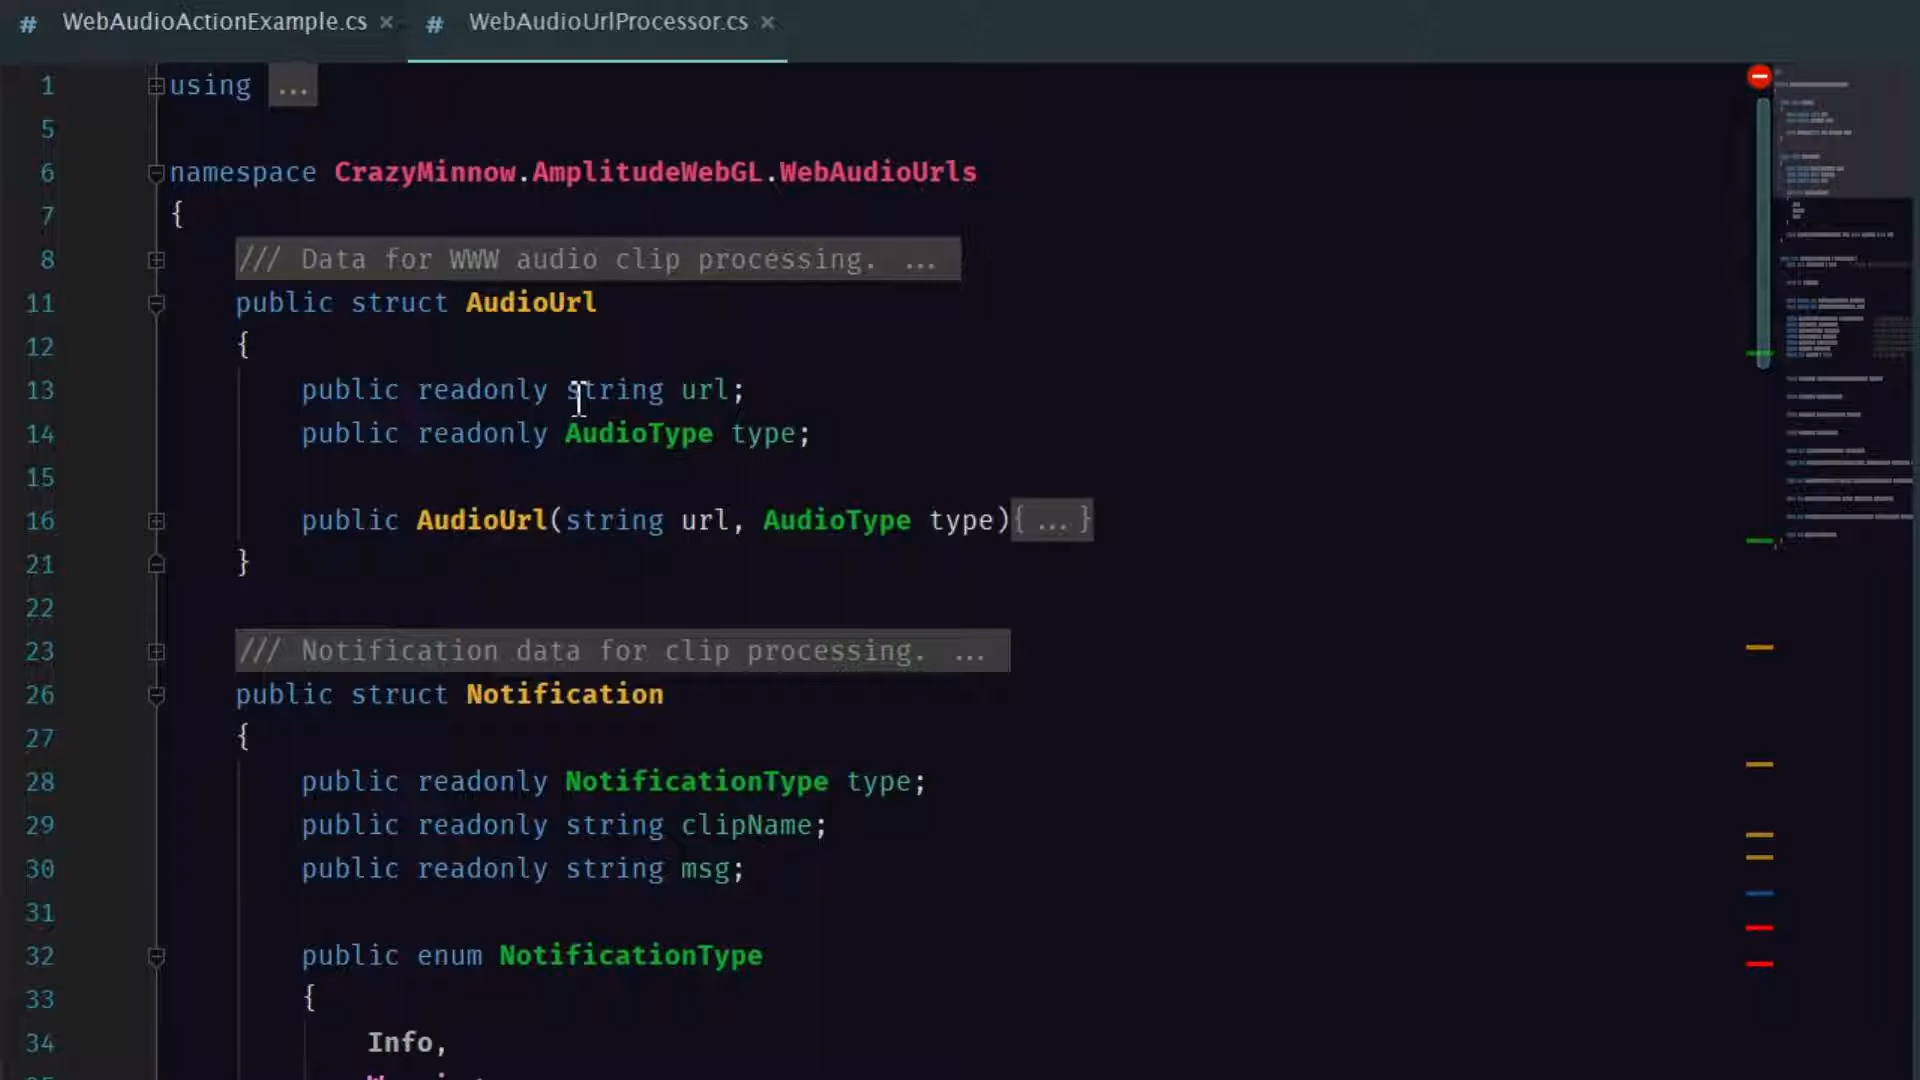 # WebAudioActionExample.cs × # WebAudioUrlProcessor.cs ×
1 using ...
5
6 namespace CrazyMinnow.AmplitudeWebGL.WebAudioUrls
7 {
8 /// Data for WWW audio clip processing. ...
11 public struct AudioUrl
12 {
13 public readonly string url;
14 public readonly AudioType type;
15
16 public AudioUrl(string url, AudioType type){ ... }
21 }
22
23 /// Notification data for clip processing. ...
26 public struct Notification
27 {
28 public readonly NotificationType type;
29 public readonly string clipName;
30 public readonly string msg;
31
32 public enum NotificationType
33 {
34 Info,